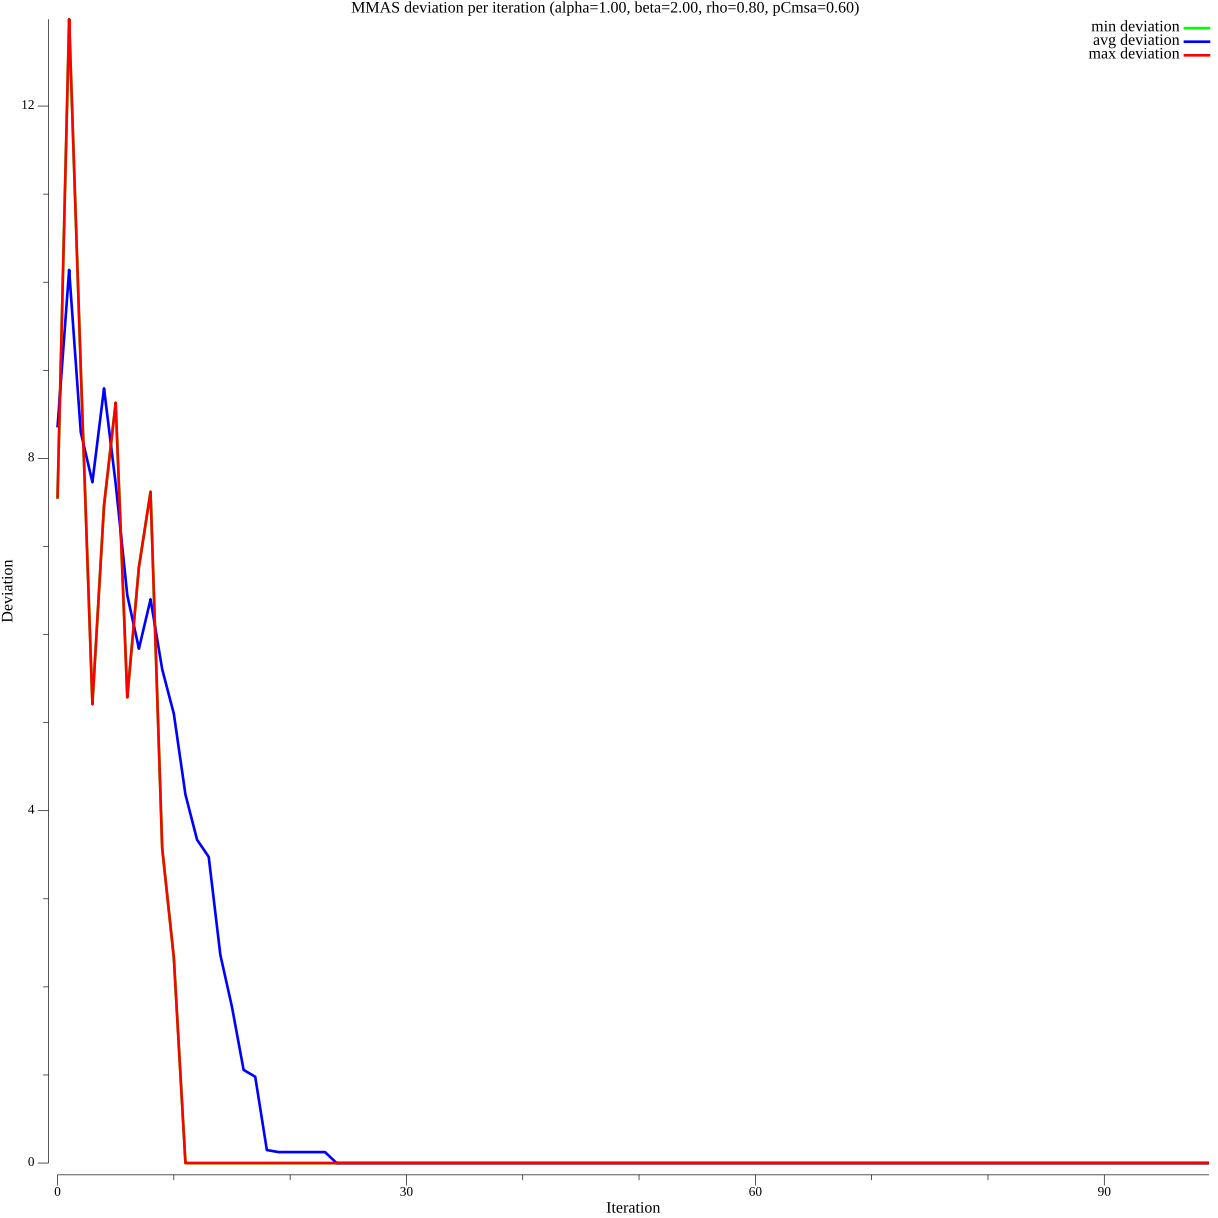 MMAS deviation per iteration (alpha=1.00, beta=2.00, rho=0.80, pCmsa=0.60)
min deviation
avg deviation
max deviation
12
8
4
0
Deviation
0
30
60
90
Iteration